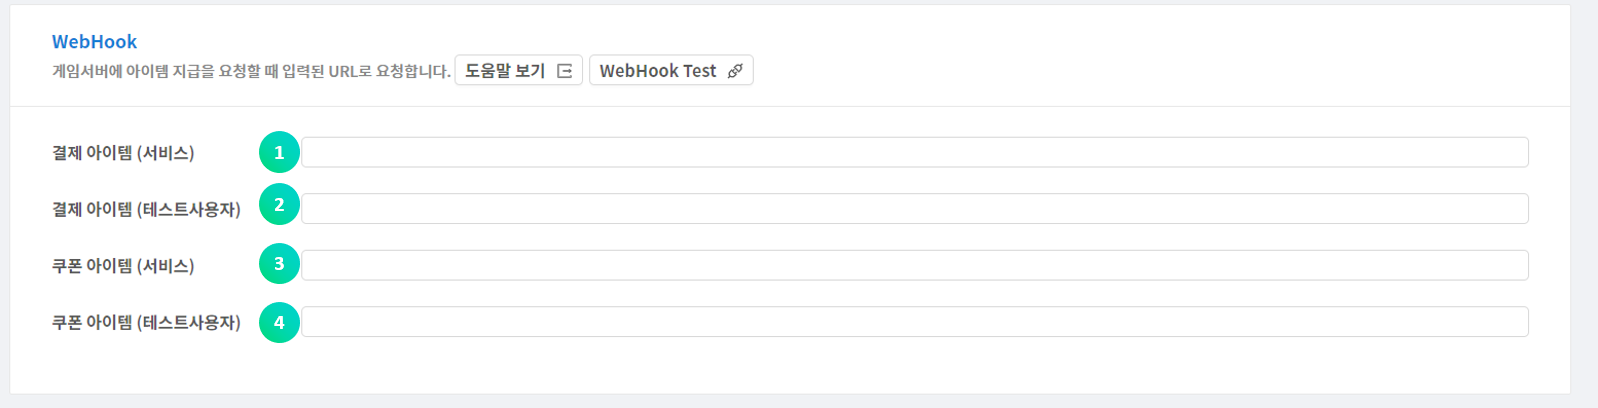 WebHook
게임서버에 아이템 지급을 요청할 때 입력된 URL로 요청합니다. 도움말 보기 WebHook Test
결제 아이템 (서비스) 1
결제 아이템 (테스트사용자) 2
쿠폰 아이템 (서비스) 3
쿠폰 아이템 (테스트사용자) 4